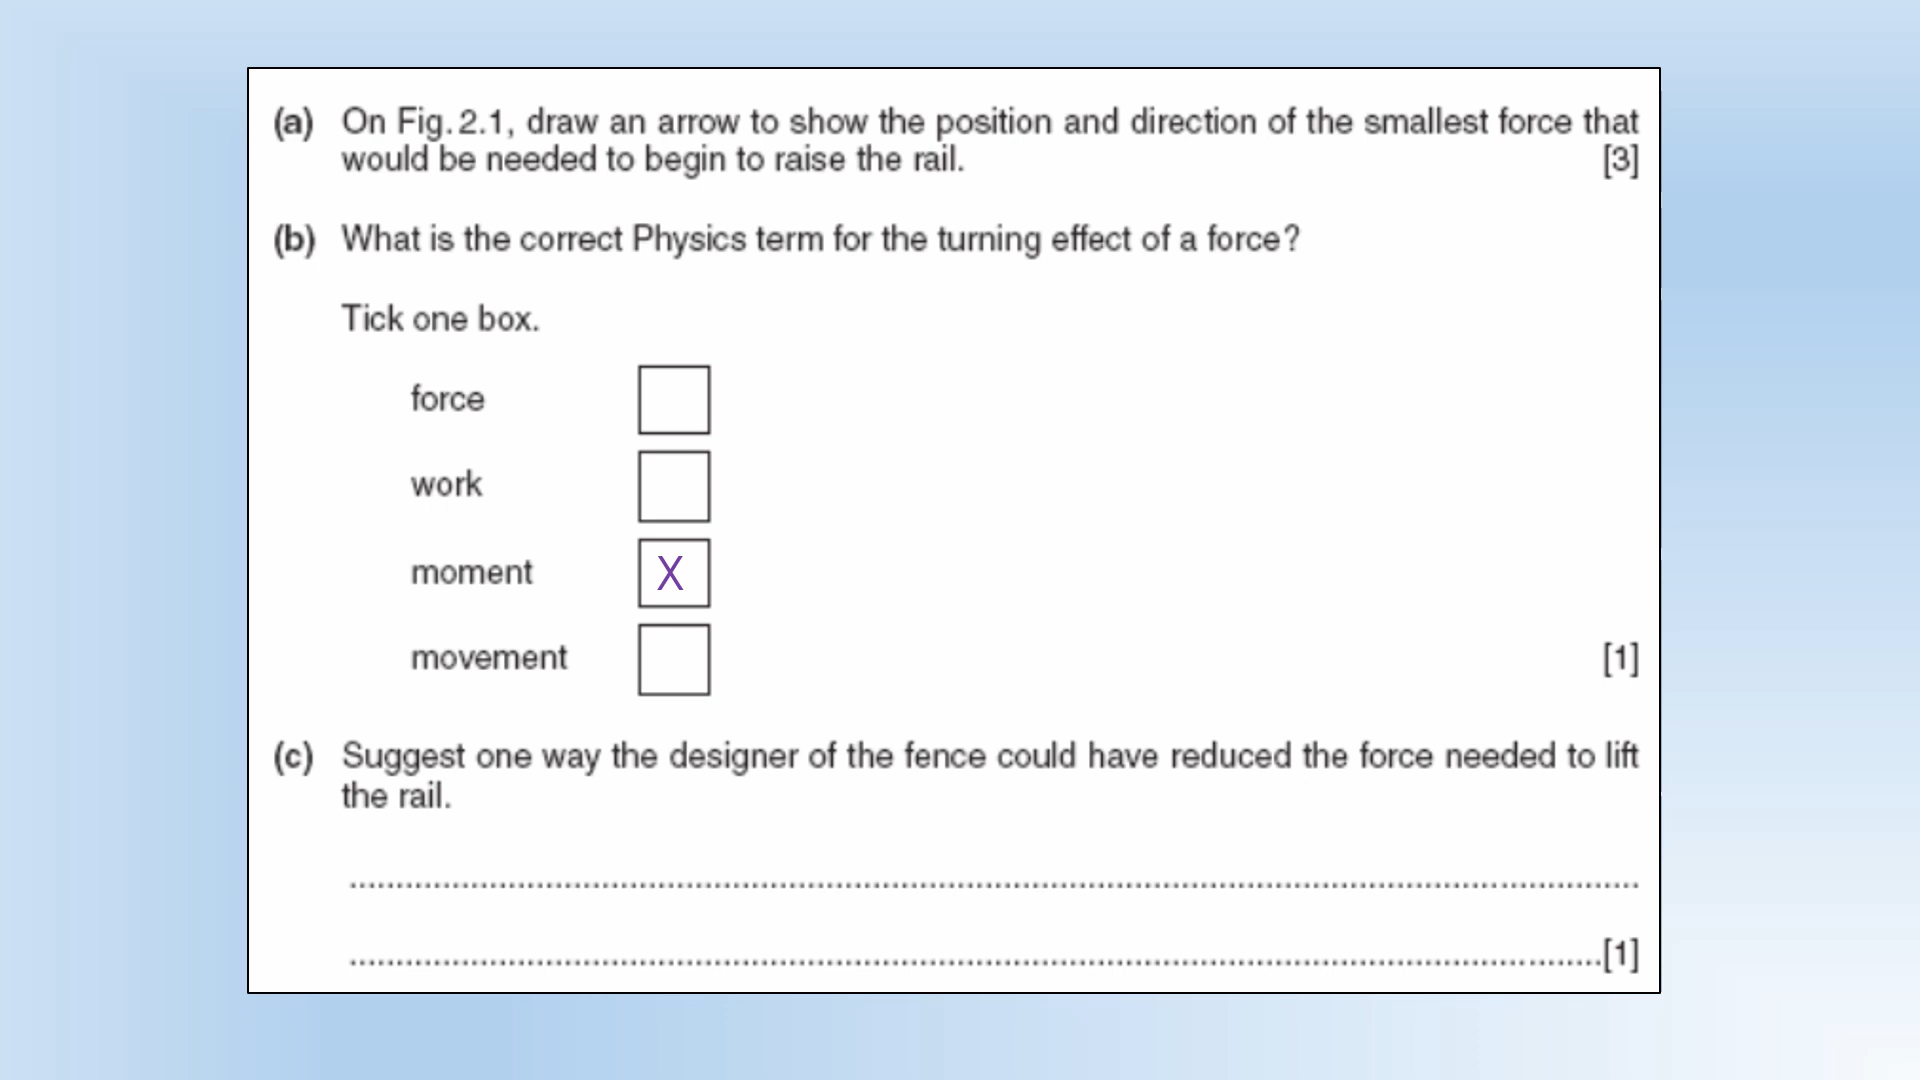 (a) On Fig. 2.1, draw an arrow to show the position and direction of the smallest force that
would be needed to begin to raise the rail. [3]
(b) What is the correct Physics term for the turning effect of a force?
Tick one box.
force
work
moment X
movement [1]
(c) Suggest one way the designer of the fence could have reduced the force needed to lift
the rail.
..........................................................................................
..........................................................................................[1]